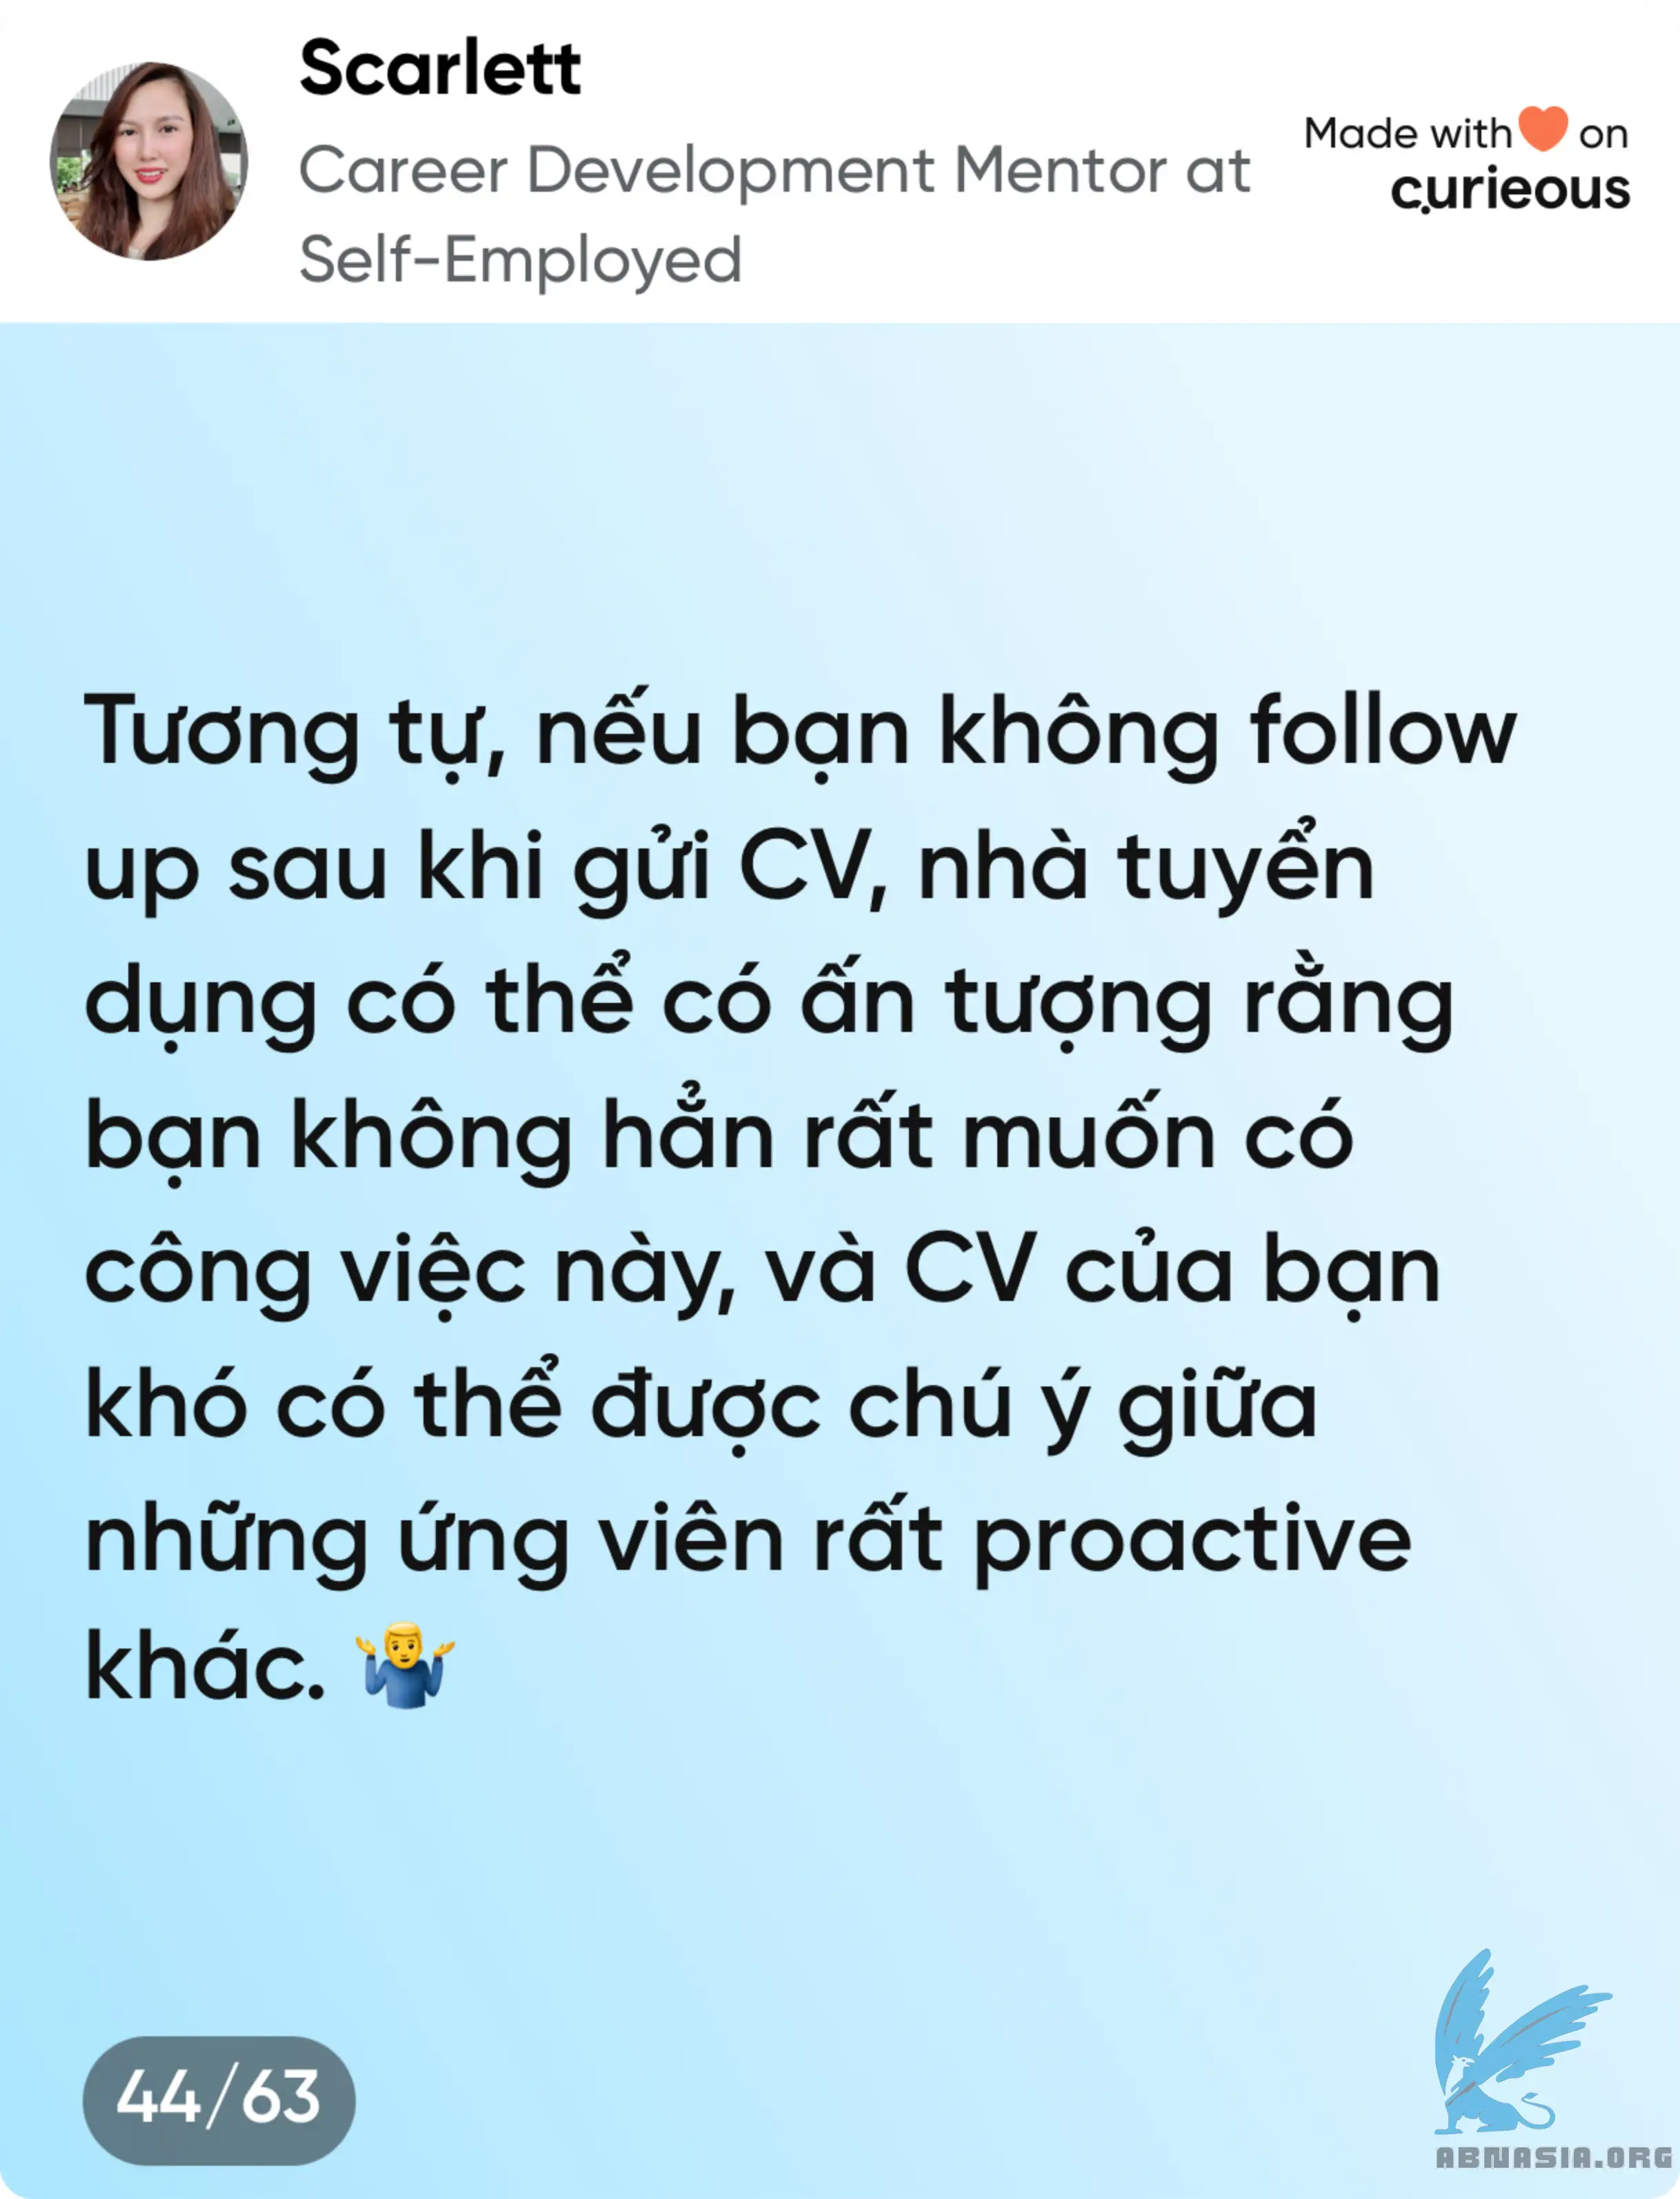 Scarlett
Career Development Mentor at
Self-Employed
Made with🧡on
curieous
Tương tự, nếu bạn không follow
up sau khi gửi CV, nhà tuyển
dụng có thể có ấn tượng rằng
bạn không hẳn rất muốn có
công việc này, và CV của bạn
khó có thể được chú ý giữa
những ứng viên rất proactive
khác. 🤷‍♂️
44/63
ABNASIA.ORG